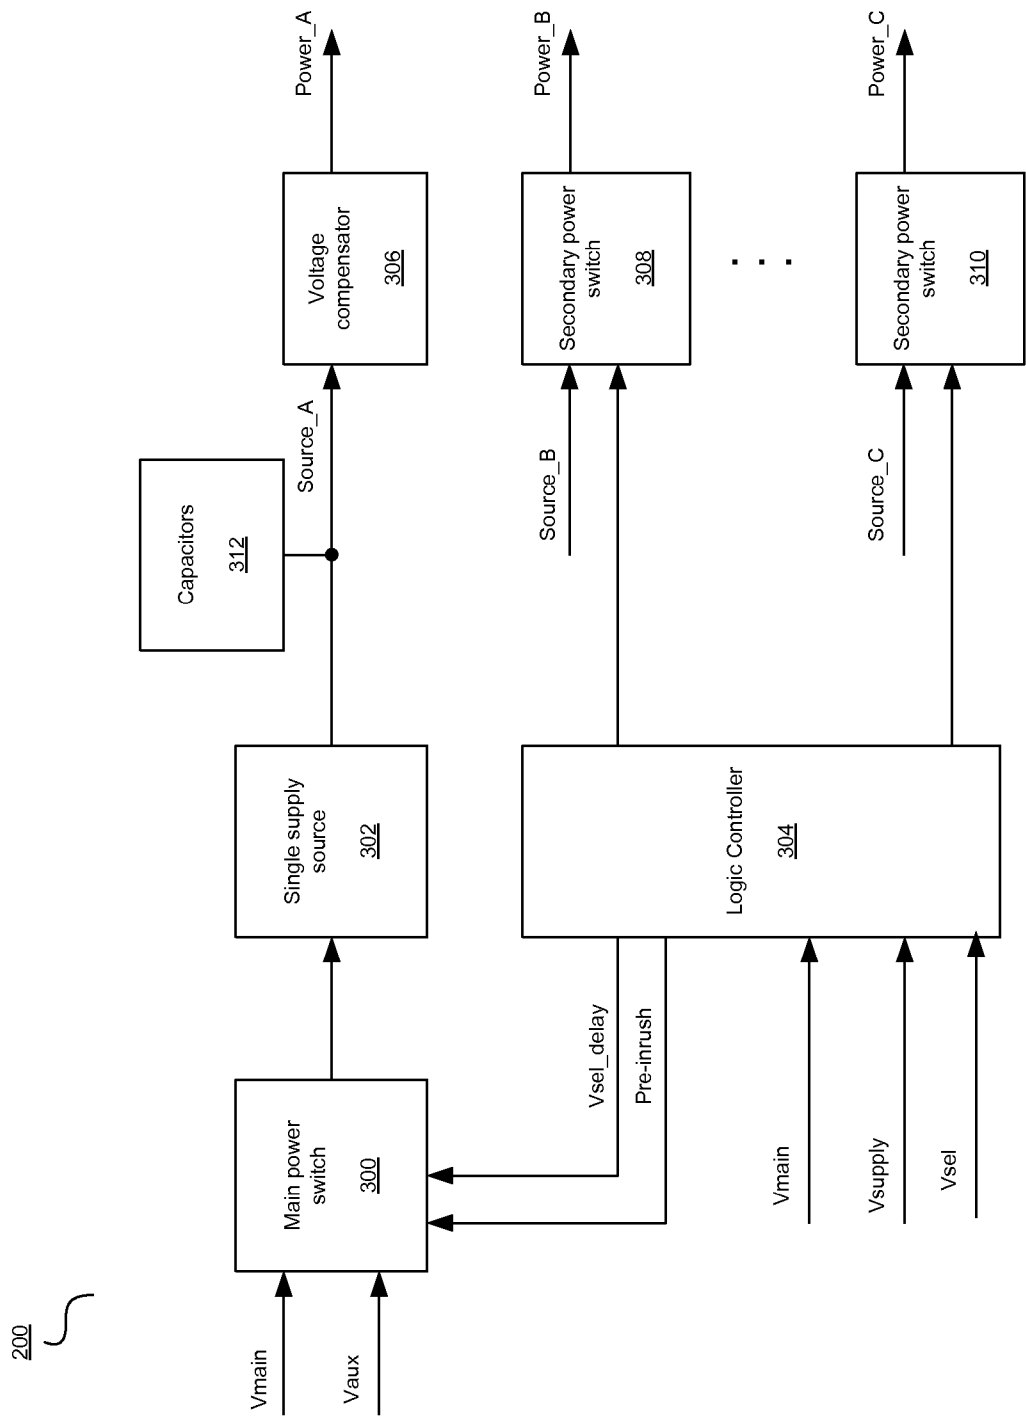 200
Vmain
Vaux
Main power
switch
300
Single supply
source
302
Capacitors
312
Source_A
Voltage
compensator
306
Power_A
Vsel_delay
Pre-inrush
Vmain
Vsupply
Vsel
Logic Controller
304
Source_B
Secondary power
switch
308
Power_B
. . .
Source_C
Secondary power
switch
310
Power_C